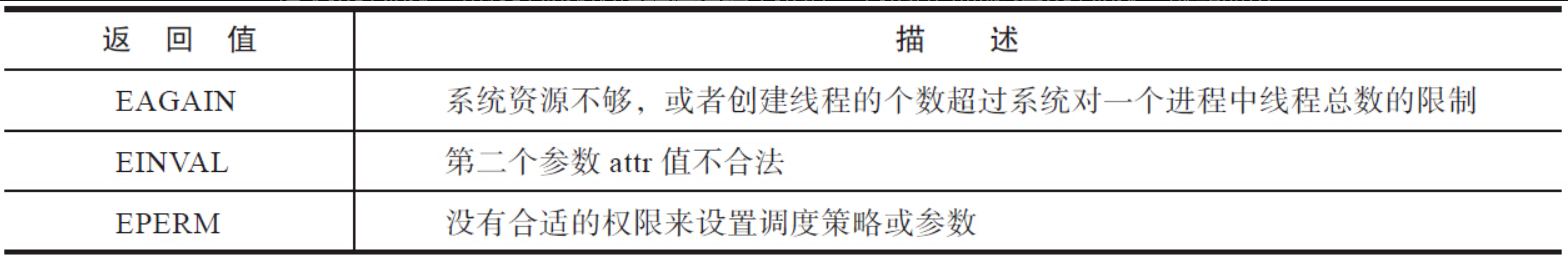 返 回 值 描 述
EAGAIN 系统资源不够，或者创建线程的个数超过系统对一个进程中线程总数的限制
EINVAL 第二个参数 attr 值不合法
EPERM 没有合适的权限来设置调度策略或参数